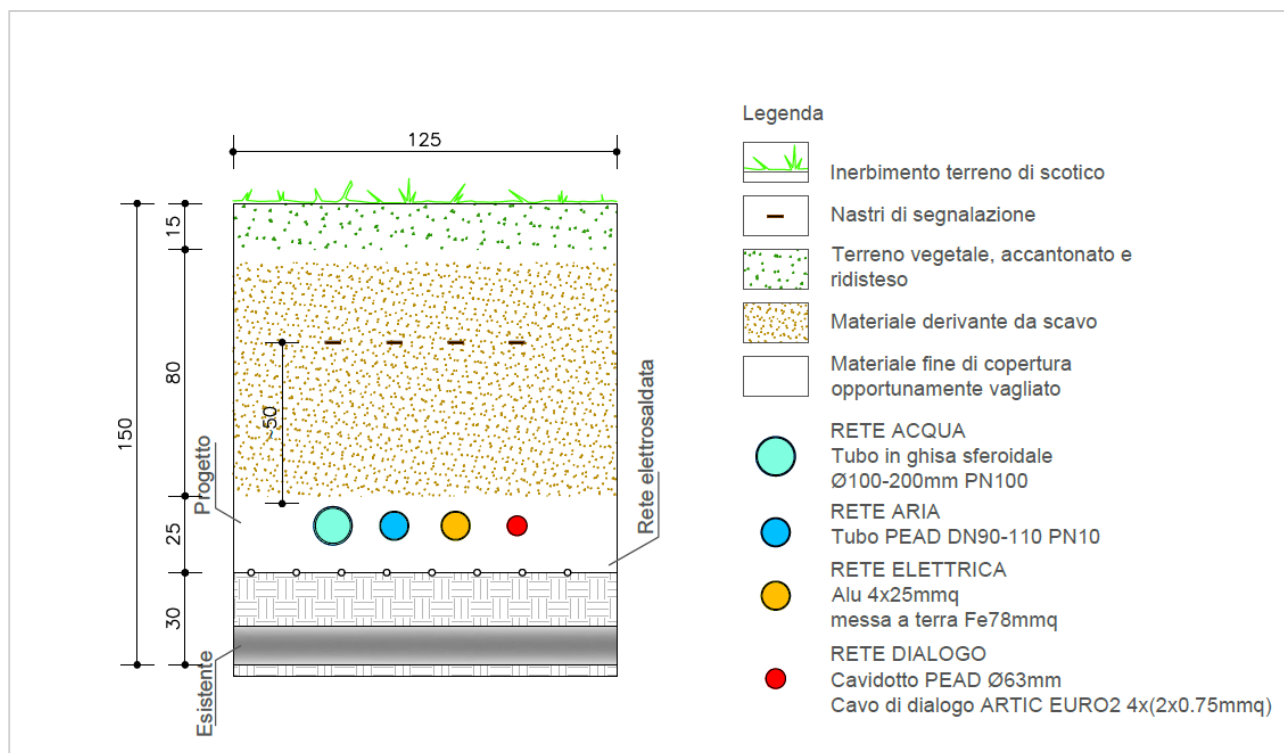 125
15
80
~50
150
25
30
Progetto
Esistente
Rete elettrosaldata
Legenda
Inerbimento terreno di scotico
Nastri di segnalazione
Terreno vegetale, accantonato e
ridisteso
Materiale derivante da scavo
Materiale fine di copertura
opportunamente vagliato
RETE ACQUA
Tubo in ghisa sferoidale
Ø100-200mm PN100
RETE ARIA
Tubo PEAD DN90-110 PN10
RETE ELETTRICA
Alu 4x25mmq
messa a terra Fe78mmq
RETE DIALOGO
Cavidotto PEAD Ø63mm
Cavo di dialogo ARTIC EURO2 4x(2x0.75mmq)